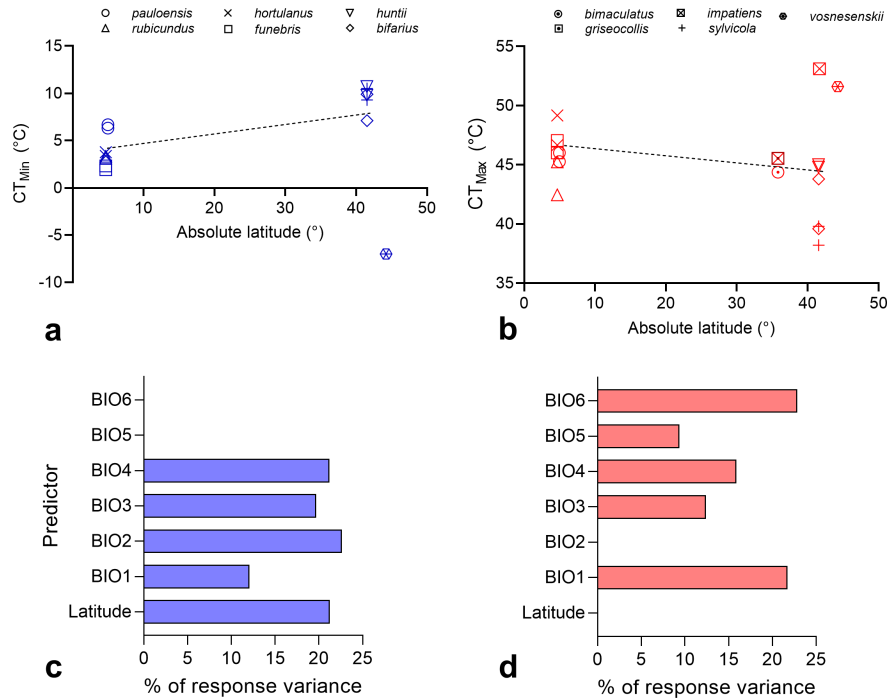 pauloensis hortulanus huntii
rubicundus funebris bifarius
bimaculatus impatiens vosnesenskii
griseocollis sylvicola
15
10
5
0
-5
-10
CTMin (°C)
10 20 30 40 50
Absolute latitude (°)
a
55
50
45
40
35
CTMax (°C)
0 10 20 30 40 50
Absolute latitude (°)
b
Predictor
BIO6
BIO5
BIO4
BIO3
BIO2
BIO1
Latitude
0 5 10 15 20 25
% of response variance
c
BIO6
BIO5
BIO4
BIO3
BIO2
BIO1
Latitude
0 5 10 15 20 25
% of response variance
d